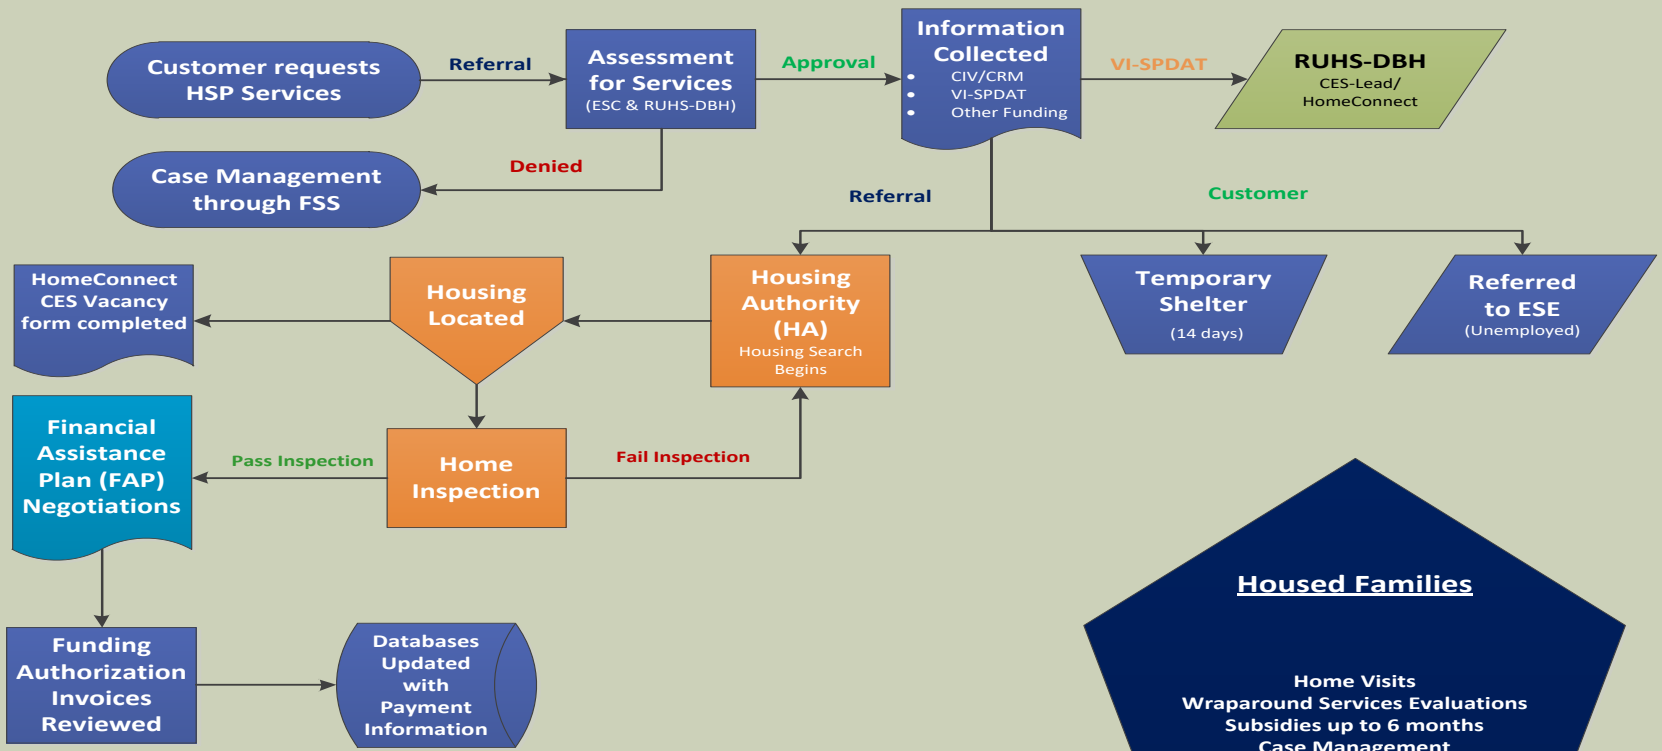 Customer requests
HSP Services
Referral
Assessment
for Services
(ESC & RUHS-DBH)
Approval
Information
Collected
• CIV/CRM
• VI-SPDAT
• Other Funding
VI-SPDAT
RUHS-DBH
CES-Lead/
HomeConnect
Denied
Case Management
through FSS
Referral
Customer
HomeConnect
CES Vacancy
form completed
Housing
Located
Housing
Authority
(HA)
Housing Search
Begins
Temporary
Shelter
(14 days)
Referred
to ESE
(Unemployed)
Financial
Assistance
Plan (FAP)
Negotiations
Pass Inspection
Home
Inspection
Fail Inspection
Funding
Authorization
Invoices
Reviewed
Databases
Updated
with
Payment
Information
Housed Families
Home Visits
Wraparound Services Evaluations
Subsidies up to 6 months
Case Management